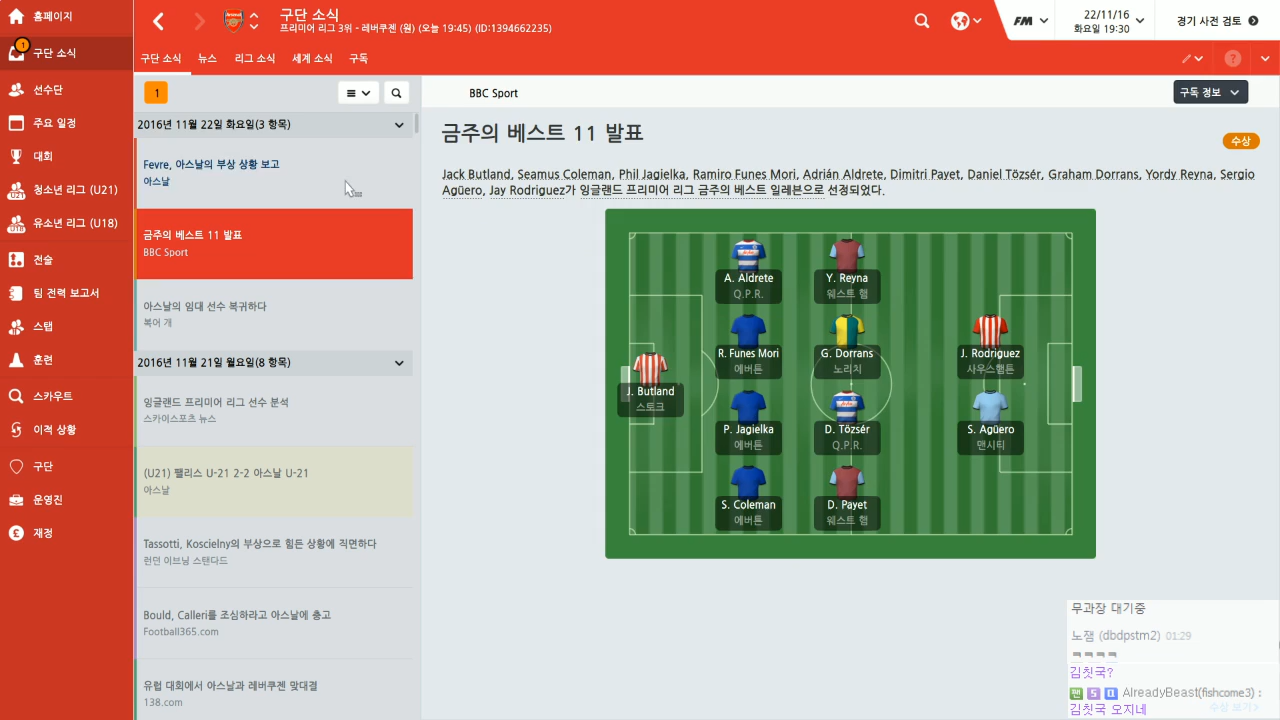 홈페이지
1
구단 소식
선수단
주요 일정
대회
청소년 리그 (U21)
유소년 리그 (U18)
전술
팀 전력 보고서
스탭
훈련
스카우트
이적 상황
구단
운영진
재정
구단 소식
프리미어 리그 3위 - 레버쿠젠 (원) (오늘 19:45) (ID:1394662235)
FM
22/11/16
화요일 19:30
경기 사전 검토
구단 소식 뉴스 리그 소식 세계 소식 구독
1
2016년 11월 22일 화요일(3 항목)
Fevre, 아스날의 부상 상황 보고
아스날
금주의 베스트 11 발표
BBC Sport
아스날의 임대 선수 복귀하다
복어 개
2016년 11월 21일 월요일(8 항목)
잉글랜드 프리미어 리그 선수 분석
스카이스포츠 뉴스
(U21) 팰리스 U-21 2-2 아스날 U-21
아스날
Tassotti, Koscielny의 부상으로 힘든 상황에 직면하다
런던 이브닝 스탠다드
Bould, Calleri를 조심하라고 아스날에 충고
Football365.com
유럽 대회에서 아스날과 레버쿠젠 맞대결
138.com
BBC Sport
구독 정보
금주의 베스트 11 발표
수상
Jack Butland, Seamus Coleman, Phil Jagielka, Ramiro Funes Mori, Adrián Aldrete, Dimitri Payet, Daniel Tözsér, Graham Dorrans, Yordy Reyna, Sergio
Agüero, Jay Rodriguez가 잉글랜드 프리미어 리그 금주의 베스트 일레븐으로 선정되었다.
A. Aldrete
Q.P.R.
Y. Reyna
웨스트 햄
R. Funes Mori
에버튼
G. Dorrans
노리치
J. Rodriguez
사우스햄튼
J. Butland
스토크
P. Jagielka
에버튼
D. Tözsér
Q.P.R.
S. Agüero
맨시티
S. Coleman
에버튼
D. Payet
웨스트 햄
무과장 대기중
노잼 (dbdpstm2) 01:29
ㅋㅋㅋㅋ
김칫국?
AlreadyBeast(fishcome3) :
김칫국 오지네
수상 보기>